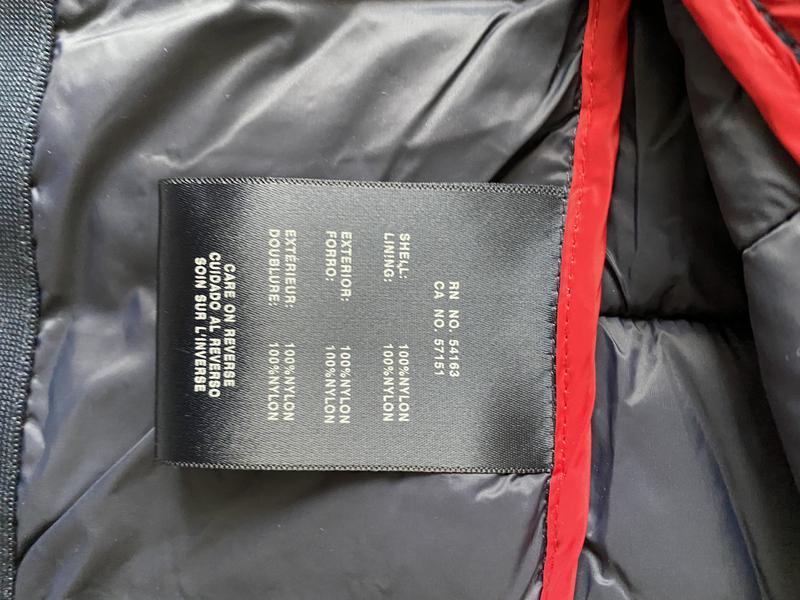 RN NO. 54163
CA NO. 57151
SHELL: 100%NYLON
LINING: 100%NYLON
EXTERIOR: 100%NYLON
FORRO: 100%NYLON
EXTÉRIEUR: 100%NYLON
DOUBLURE: 100%NYLON
CARE ON REVERSE
CUIDADO AL REVERSO
SOIN SUR L'INVERSE